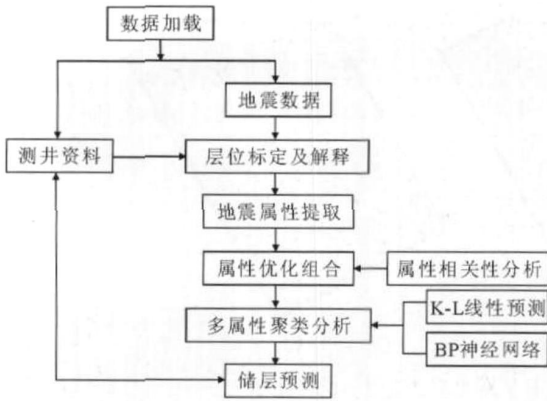 数据加载
地震数据
测井资料
层位标定及解释
地震属性提取
属性优化组合
属性相关性分析
K-L线性预测
多属性聚类分析
BP神经网络
储层预测